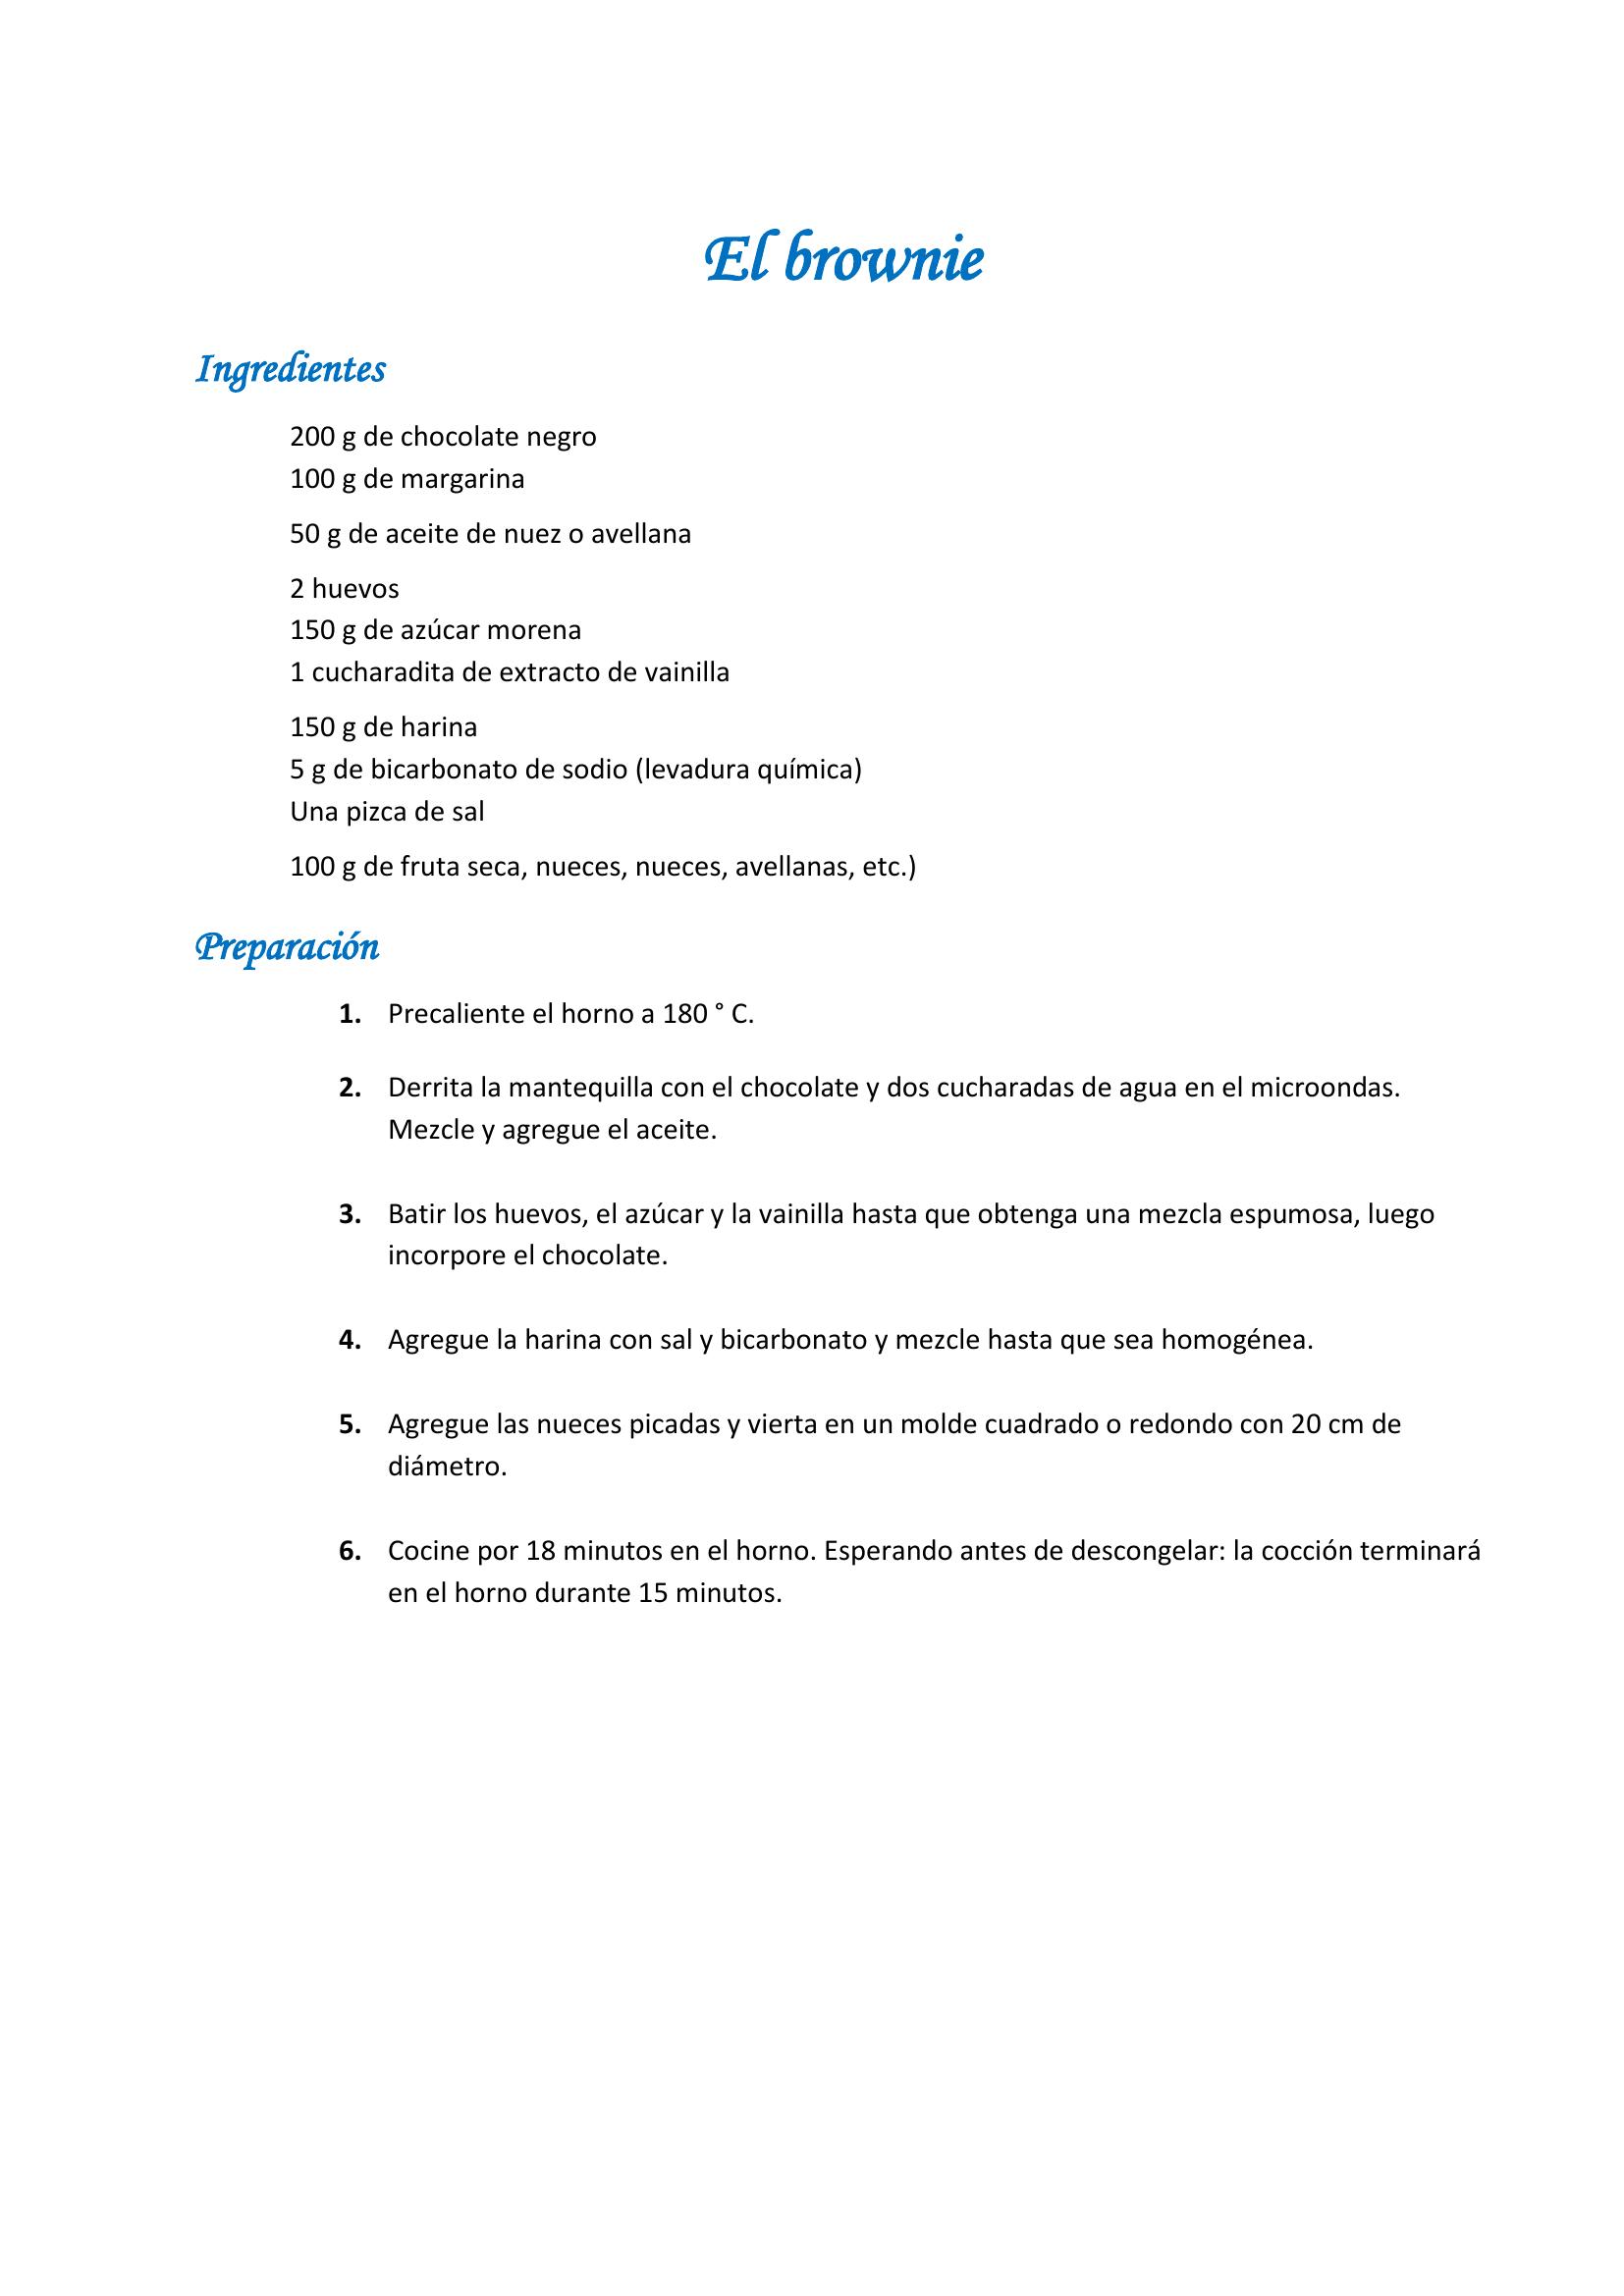 El brownie
Ingredientes
200 g de chocolate negro
100 g de margarina
50 g de aceite de nuez o avellana
2 huevos
150 g de azúcar morena
1 cucharadita de extracto de vainilla
150 g de harina
5 g de bicarbonato de sodio (levadura química)
Una pizca de sal
100 g de fruta seca, nueces, nueces, avellanas, etc.)
Preparación
1. Precaliente el horno a 180 ° C.
2. Derrita la mantequilla con el chocolate y dos cucharadas de agua en el microondas.
Mezcle y agregue el aceite.
3. Batir los huevos, el azúcar y la vainilla hasta que obtenga una mezcla espumosa, luego
incorpore el chocolate.
4. Agregue la harina con sal y bicarbonato y mezcle hasta que sea homogénea.
5. Agregue las nueces picadas y vierta en un molde cuadrado o redondo con 20 cm de
diámetro.
6. Cocine por 18 minutos en el horno. Esperando antes de descongelar: la cocción terminará
en el horno durante 15 minutos.